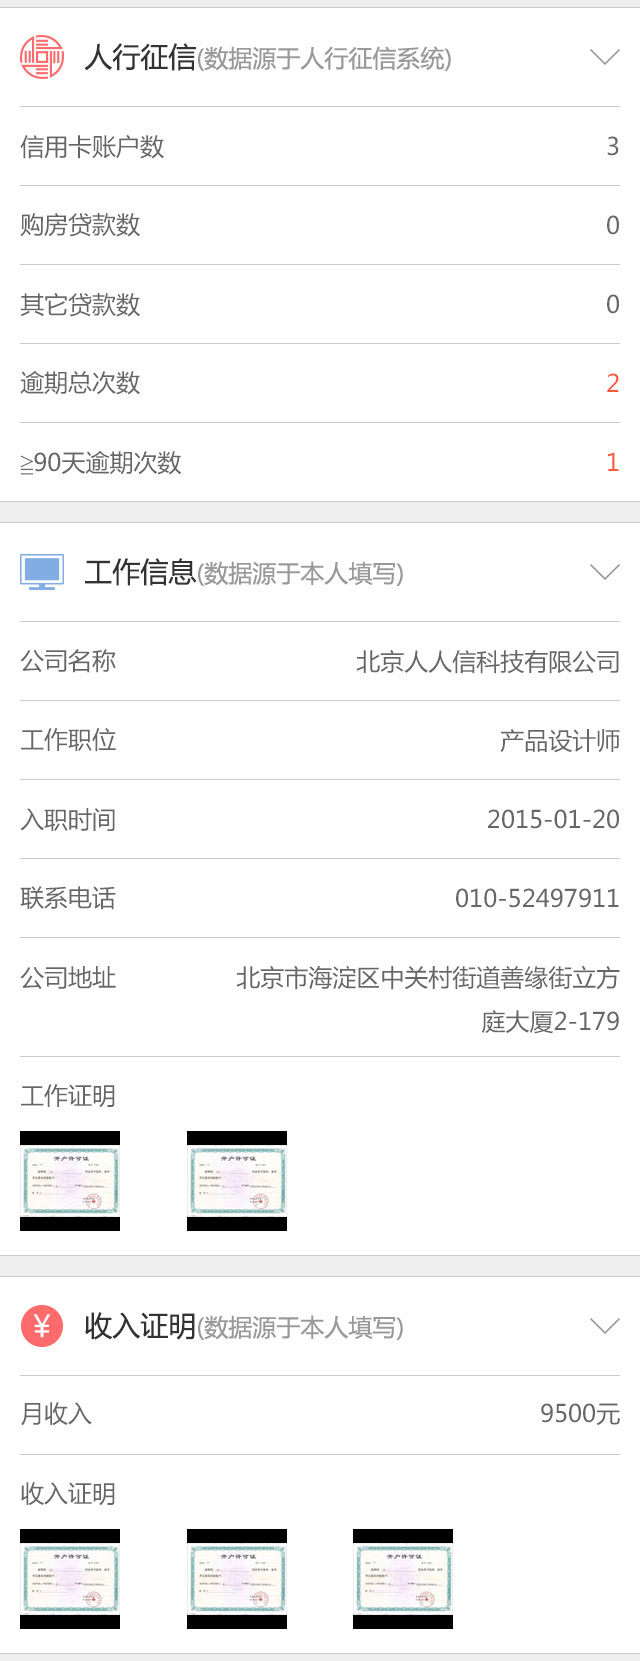 人行征信(数据源于人行征信系统)
信用卡账户数 3
购房贷款数 0
其它贷款数 0
逾期总次数 2
≧90天逾期次数 1
工作信息(数据源于本人填写)
公司名称 北京人人信科技有限公司
工作职位 产品设计师
入职时间 2015-01-20
联系电话 010-52497911
公司地址 北京市海淀区中关村街道善缘街立方
庭大厦2-179
工作证明
开户许可证 开户许可证
¥ 收入证明(数据源于本人填写)
月收入 9500元
收入证明
开户许可证 开户许可证 开户许可证